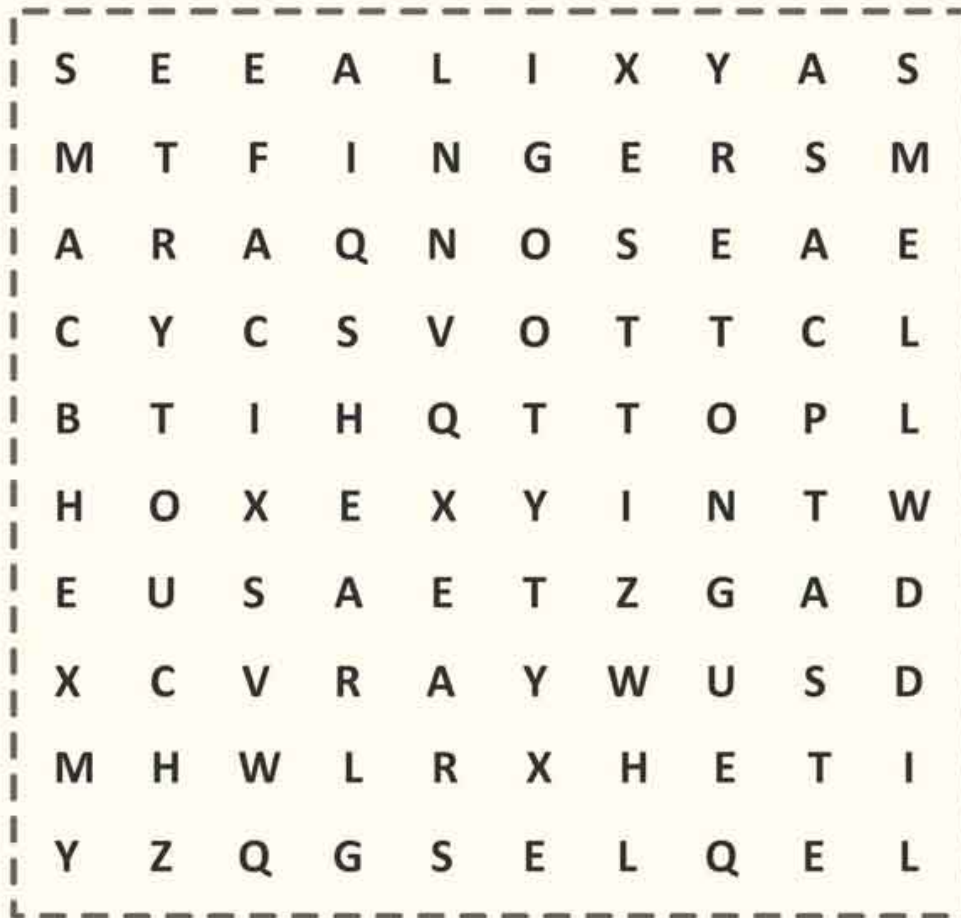 S E E A L I X Y A S
M T F I N G E R S M
A R A Q N O S E A E
C Y C S V O T T C L
B T I H Q T T O P L
H O X E X Y I N T W
E U S A E T Z G A D
X C V R A Y W U S D
M H W L R X H E T I
Y Z Q G S E L Q E L